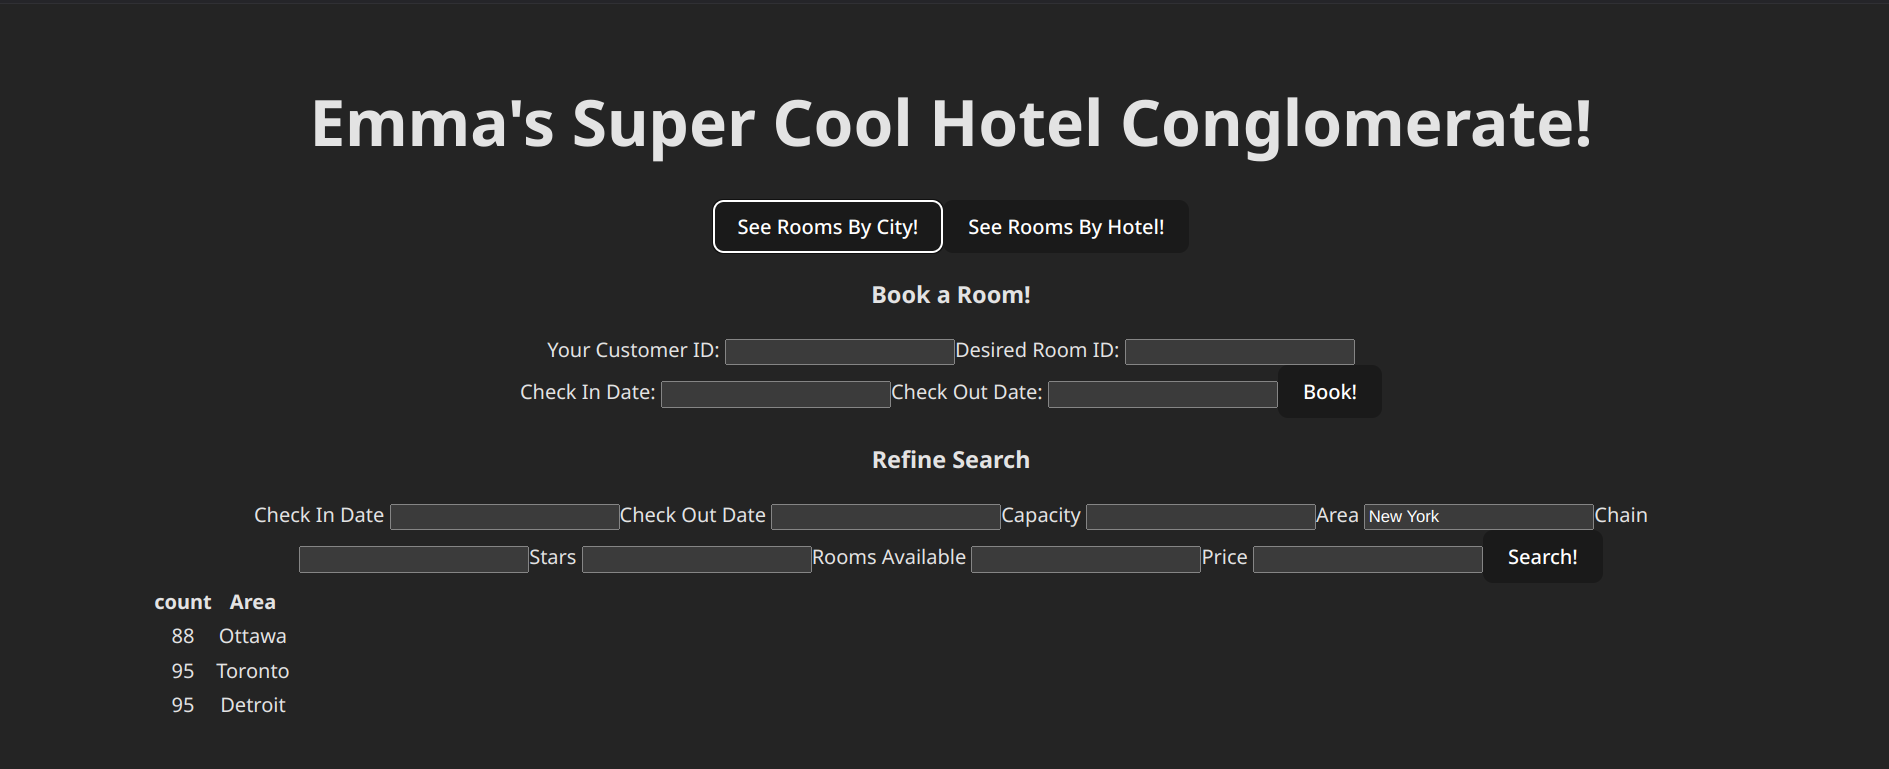 Emma's Super Cool Hotel Conglomerate!
See Rooms By City! See Rooms By Hotel!
Book a Room!
Your Customer ID: Desired Room ID:
Check In Date: Check Out Date: Book!
Refine Search
Check In Date Check Out Date Capacity Area New York Chain
Stars Rooms Available Price Search!
count Area
88 Ottawa
95 Toronto
95 Detroit